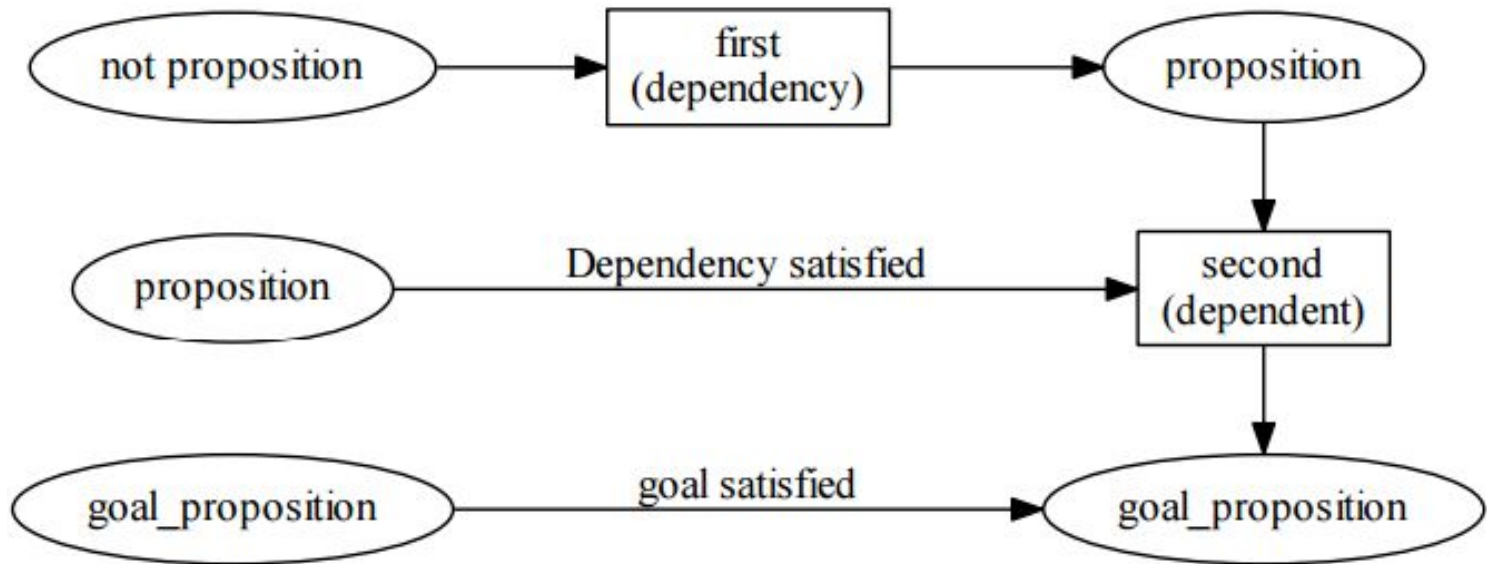 not proposition
first
(dependency)
proposition
proposition
Dependency satisfied
second
(dependent)
goal_proposition
goal satisfied
goal_proposition